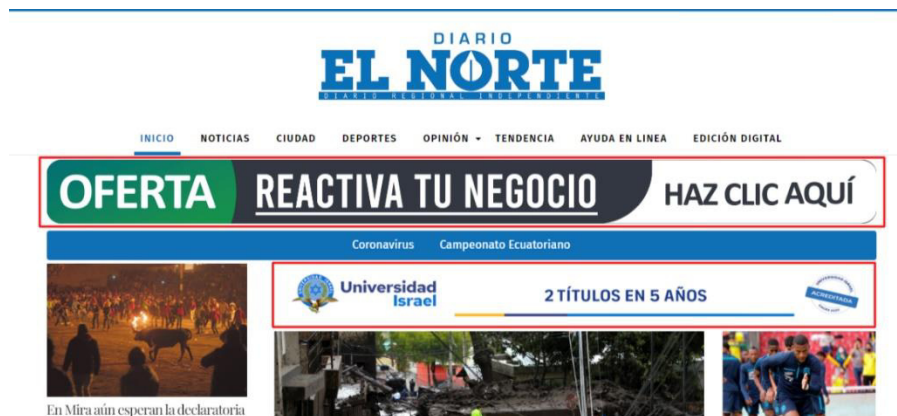 DIARIO
EL NORTE
DIARIO REGIONAL INDEPENDIENTE
INICIO NOTICIAS CIUDAD DEPORTES OPINIÓN TENDENCIA AYUDA EN LINEA EDICIÓN DIGITAL
OFERTA REACTIVA TU NEGOCIO HAZ CLIC AQUÍ
Coronavirus Campeonato Ecuatoriano
Universidad
Israel
2 TÍTULOS EN 5 AÑOS
ACREDITADA
En Mira aún esperan la declaratoria